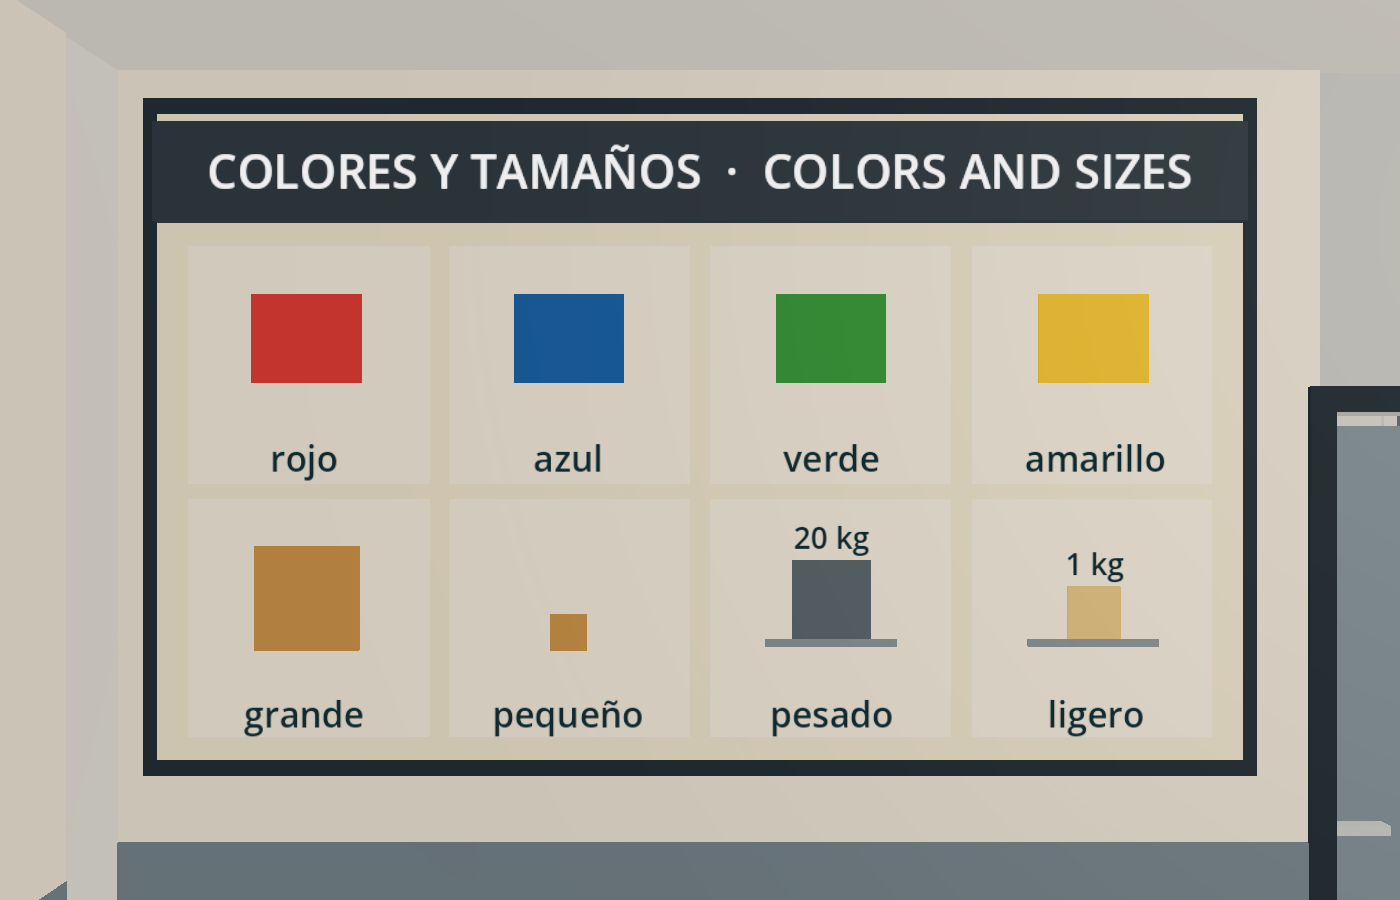 COLORES Y TAMAÑOS · COLORS AND SIZES
rojo azul verde amarillo
20 kg
1 kg
grande pequeño pesado ligero